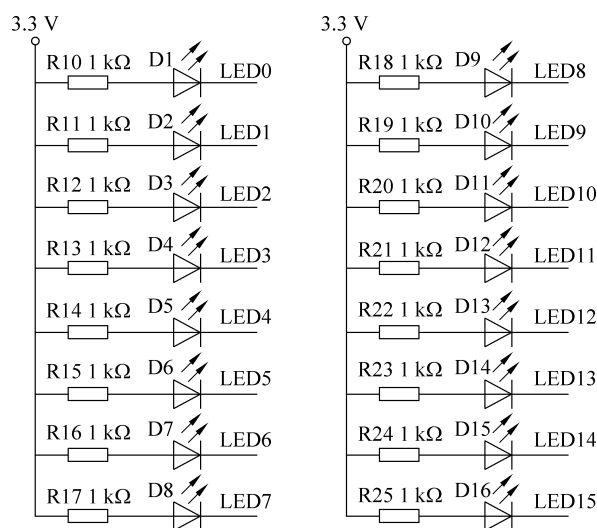 3.3 V
R10 1 kΩ D1 LED0
R11 1 kΩ D2 LED1
R12 1 kΩ D3 LED2
R13 1 kΩ D4 LED3
R14 1 kΩ D5 LED4
R15 1 kΩ D6 LED5
R16 1 kΩ D7 LED6
R17 1 kΩ D8 LED7
3.3 V
R18 1 kΩ D9 LED8
R19 1 kΩ D10 LED9
R20 1 kΩ D11 LED10
R21 1 kΩ D12 LED11
R22 1 kΩ D13 LED12
R23 1 kΩ D14 LED13
R24 1 kΩ D15 LED14
R25 1 kΩ D16 LED15